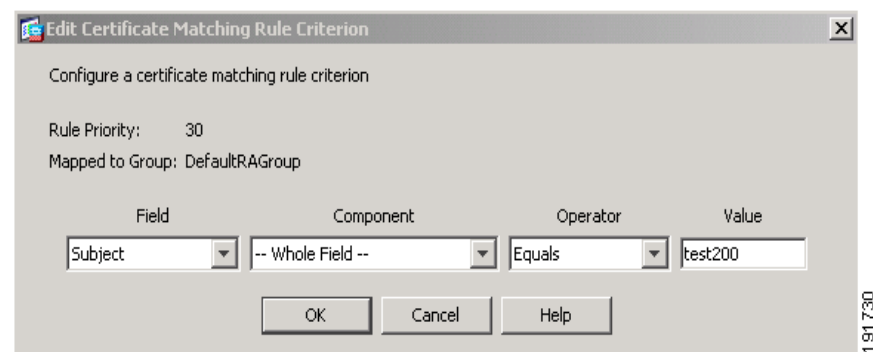 Edit Certificate Matching Rule Criterion
Configure a certificate matching rule criterion
Rule Priority: 30
Mapped to Group: DefaultRAGroup
Field Component Operator Value
Subject -- Whole Field -- Equals test200
OK Cancel Help
191730